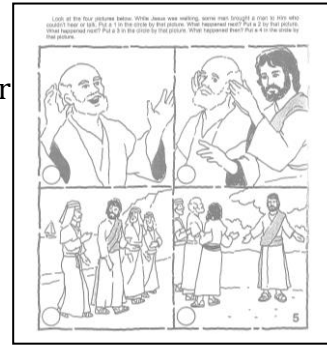 Look at the four pictures below. While Jesus was walking, some men brought a man to Him who
couldn't hear or talk. Put a 1 in the circle by that picture. What happened next? Put a 2 by that picture.
What happened next? Put a 3 in the circle by that picture. What happened then? Put a 4 in the circle by
that picture.
r
5